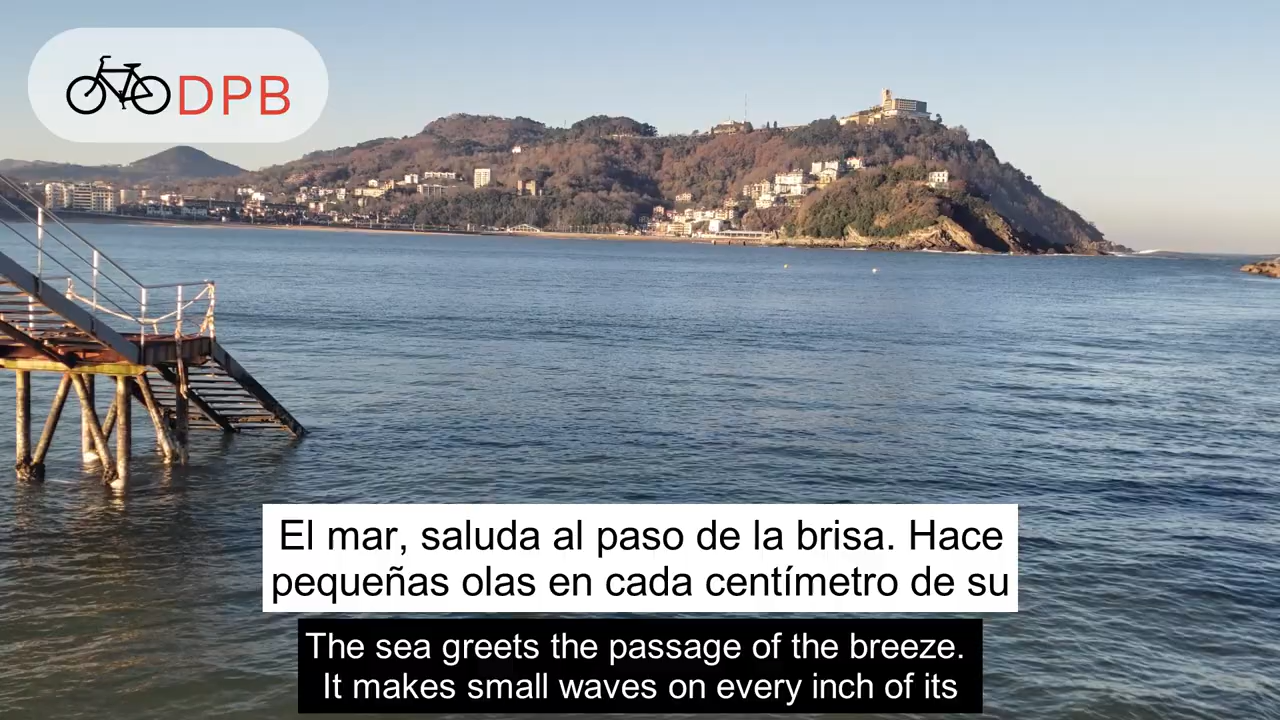 DPB
El mar, saluda al paso de la brisa. Hace
pequeñas olas en cada centímetro de su
The sea greets the passage of the breeze.
It makes small waves on every inch of its